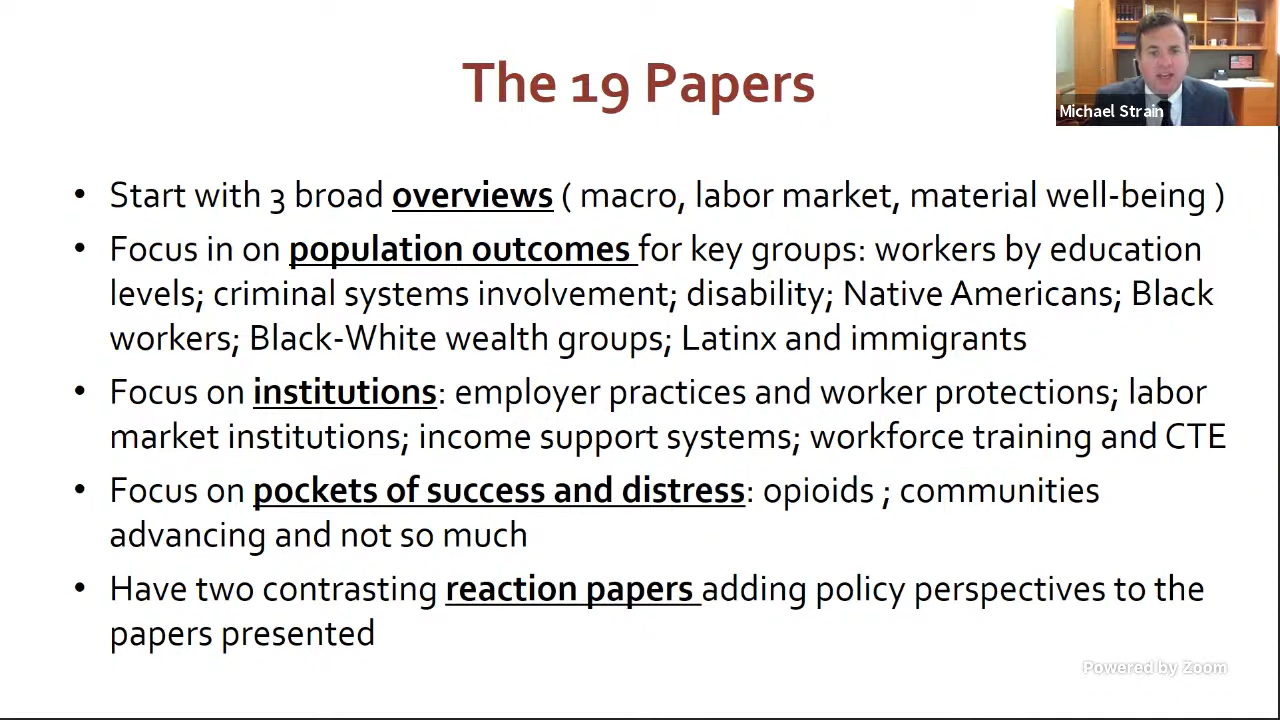 The 19 Papers
Michael Strain
• Start with 3 broad overviews ( macro, labor market, material well-being )
• Focus in on population outcomes for key groups: workers by education
levels; criminal systems involvement; disability; Native Americans; Black
workers; Black-White wealth groups; Latinx and immigrants
• Focus on institutions: employer practices and worker protections; labor
market institutions; income support systems; workforce training and CTE
• Focus on pockets of success and distress: opioids ; communities
advancing and not so much
• Have two contrasting reaction papers adding policy perspectives to the
papers presented
Powered by Zoom